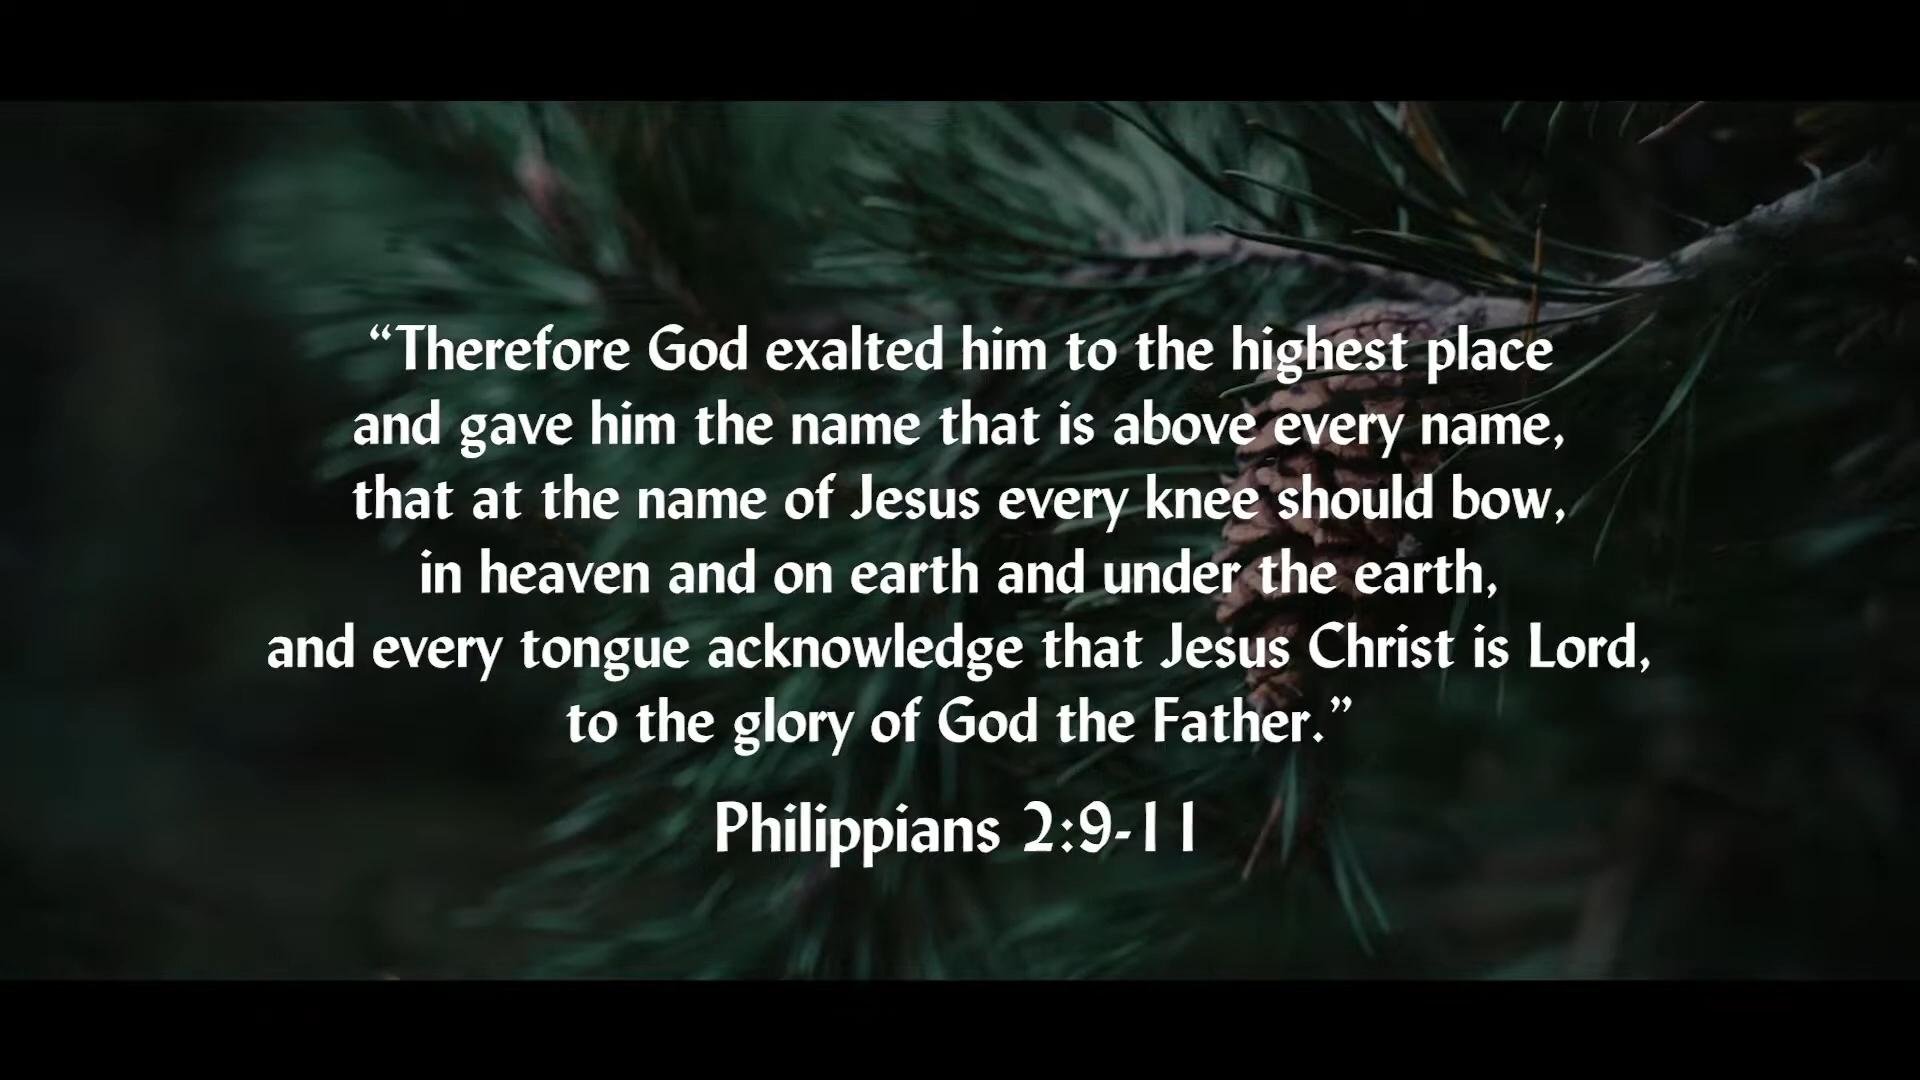 “Therefore God exalted him to the highest place
and gave him the name that is above every name,
that at the name of Jesus every knee should bow,
in heaven and on earth and under the earth,
and every tongue acknowledge that Jesus Christ is Lord,
to the glory of God the Father.”
Philippians 2:9-11